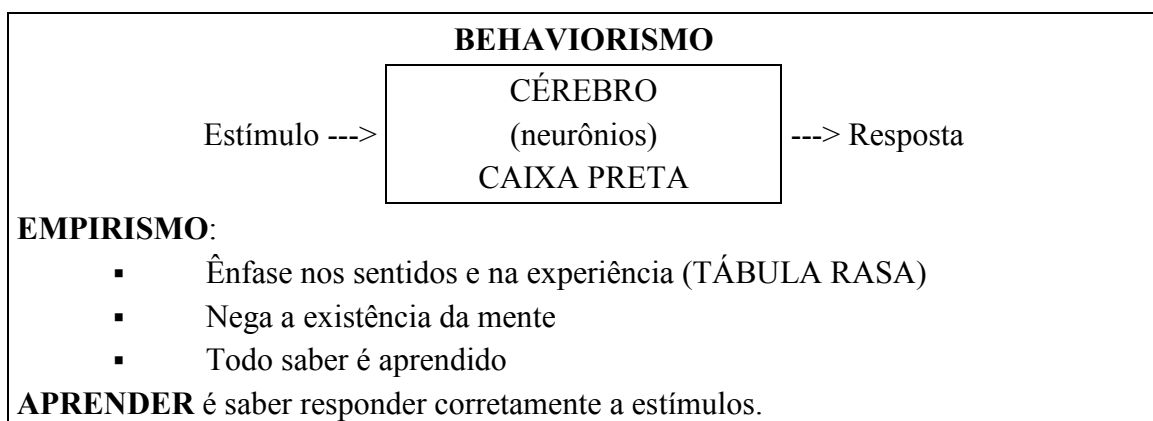 BEHAVIORISMO
CÉREBRO
Estímulo ---> (neurônios) ---> Resposta
CAIXA PRETA
EMPIRISMO:
▪ Ênfase nos sentidos e na experiência (TÁBULA RASA)
▪ Nega a existência da mente
▪ Todo saber é aprendido
APRENDER é saber responder corretamente a estímulos.